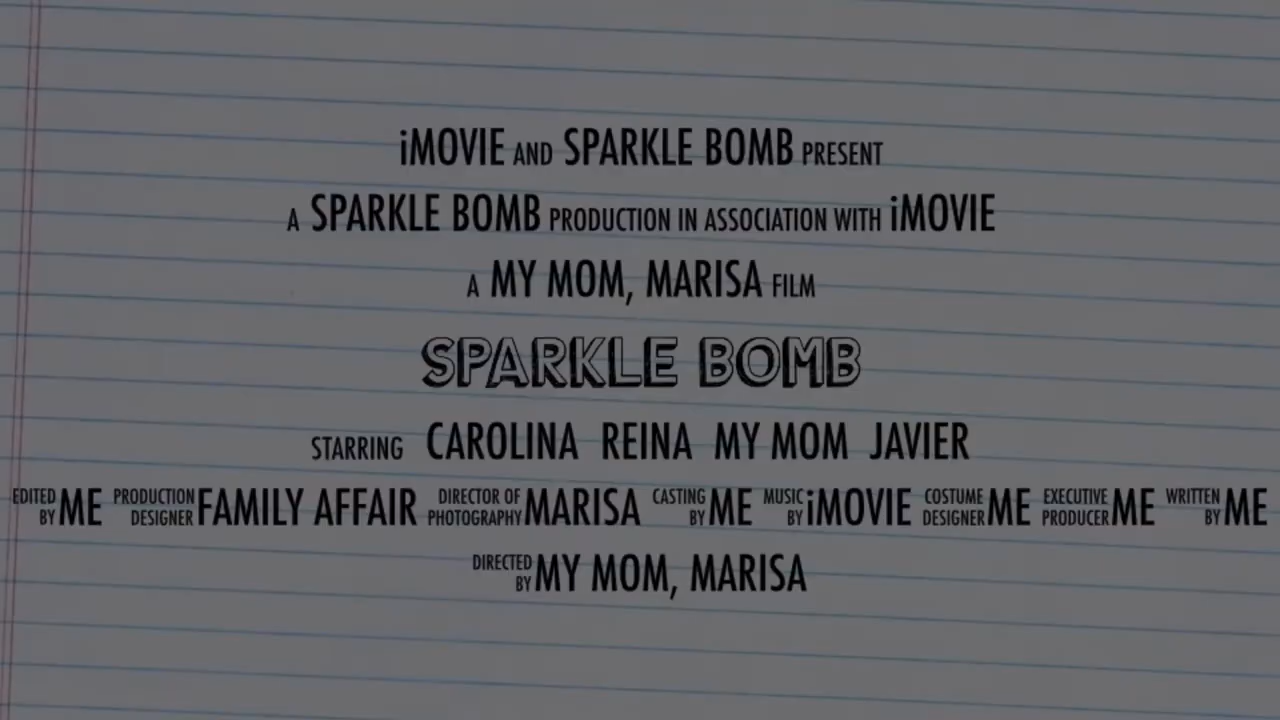 iMOVIE AND SPARKLE BOMB PRESENT
A SPARKLE BOMB PRODUCTION IN ASSOCIATION WITH iMOVIE
A MY MOM, MARISA FILM
SPARKLE BOMB
STARRING CAROLINA REINA MY MOM JAVIER
EDITED BY ME PRODUCTION DESIGNER FAMILY AFFAIR DIRECTOR OF PHOTOGRAPHY MARISA CASTING BY ME MUSIC BY iMOVIE COSTUME DESIGNER ME EXECUTIVE PRODUCER ME WRITTEN BY ME
DIRECTED BY MY MOM, MARISA